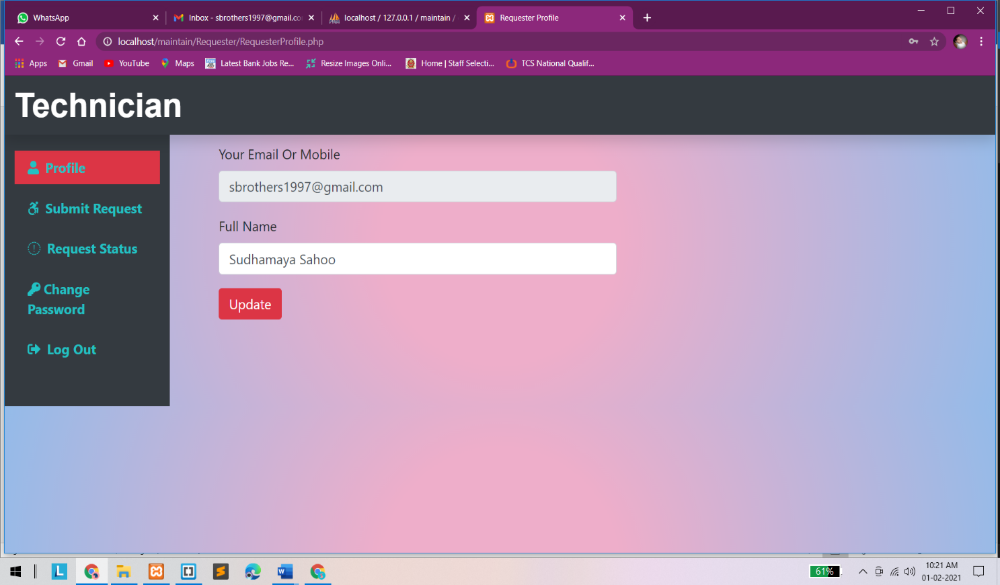 WhatsApp
Inbox - sbrothers1997@gmail.co
localhost / 127.0.0.1 / maintain /
Requester Profile
localhost/maintain/Requester/RequesterProfile.php
Apps
Gmail
YouTube
Maps
Latest Bank Jobs Re...
Resize Images Onli...
Home | Staff Selecti...
TCS National Qualif...
Technician
Profile
Submit Request
Request Status
Change
Password
Log Out
Your Email Or Mobile
sbrothers1997@gmail.com
Full Name
Sudhamaya Sahoo
Update
61%
10:21 AM
01-02-2021